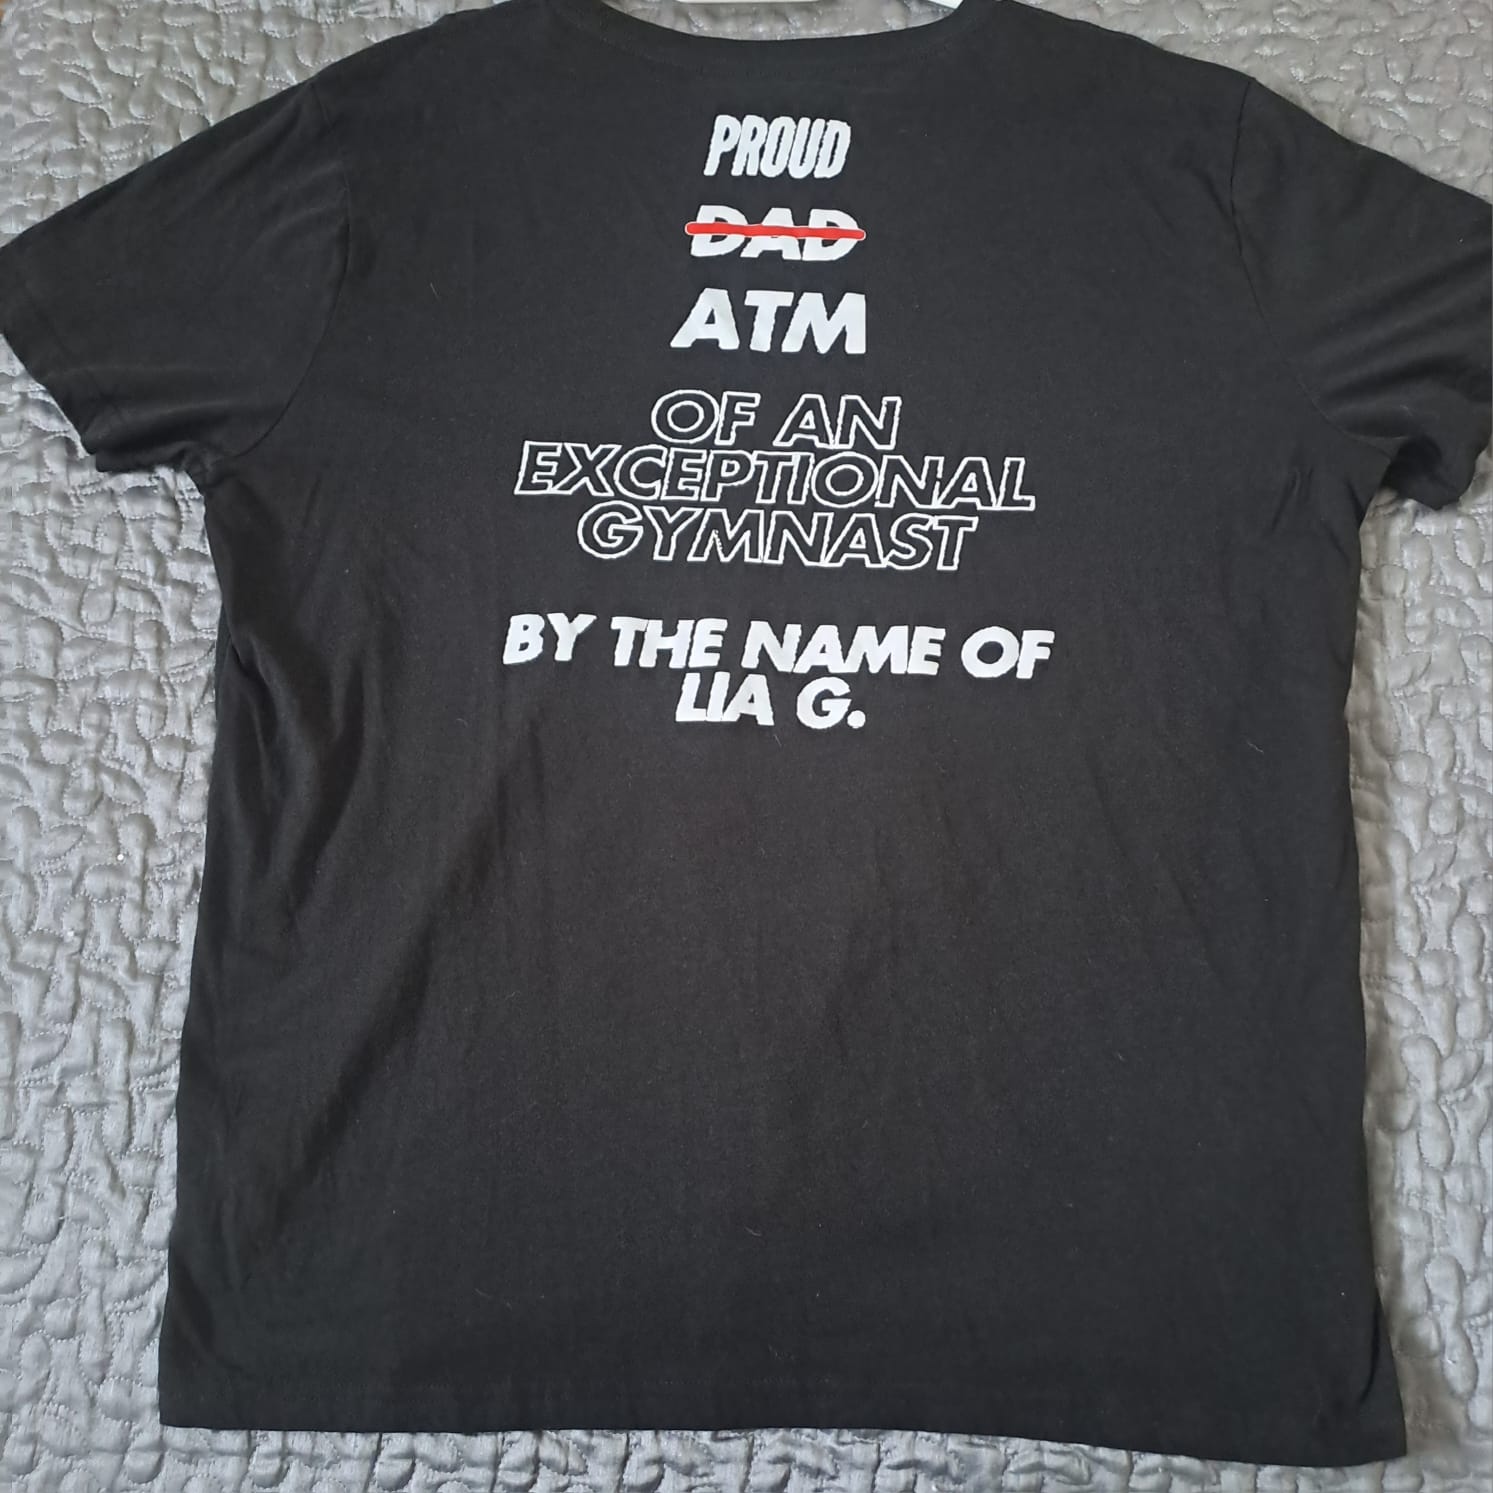 PROUD
DAD
ATM
OF AN
EXCEPTIONAL
GYMNAST
BY THE NAME OF
LIA G.